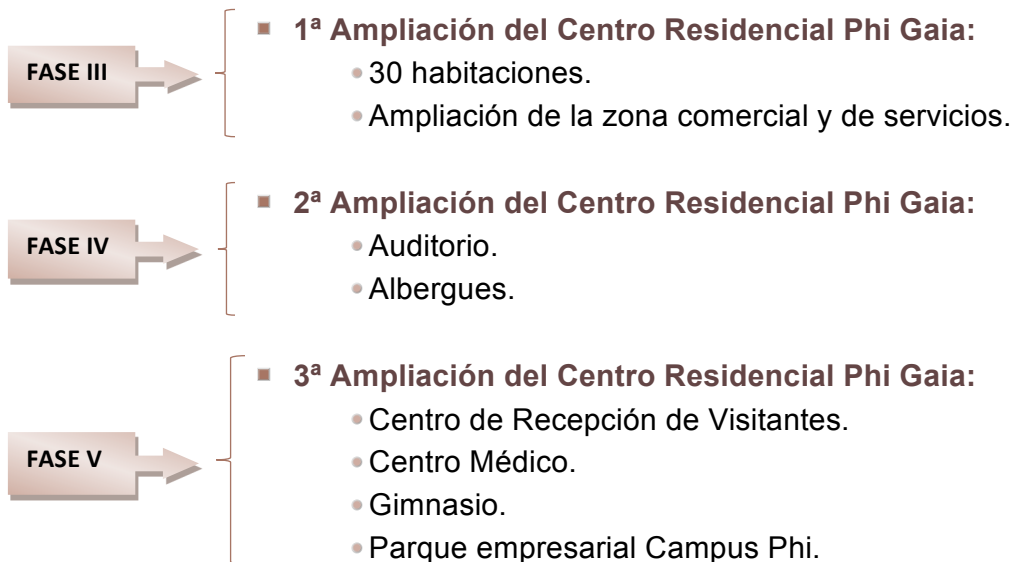 FASE III
1ª Ampliación del Centro Residencial Phi Gaia:
30 habitaciones.
Ampliación de la zona comercial y de servicios.
FASE IV
2ª Ampliación del Centro Residencial Phi Gaia:
Auditorio.
Albergues.
FASE V
3ª Ampliación del Centro Residencial Phi Gaia:
Centro de Recepción de Visitantes.
Centro Médico.
Gimnasio.
Parque empresarial Campus Phi.